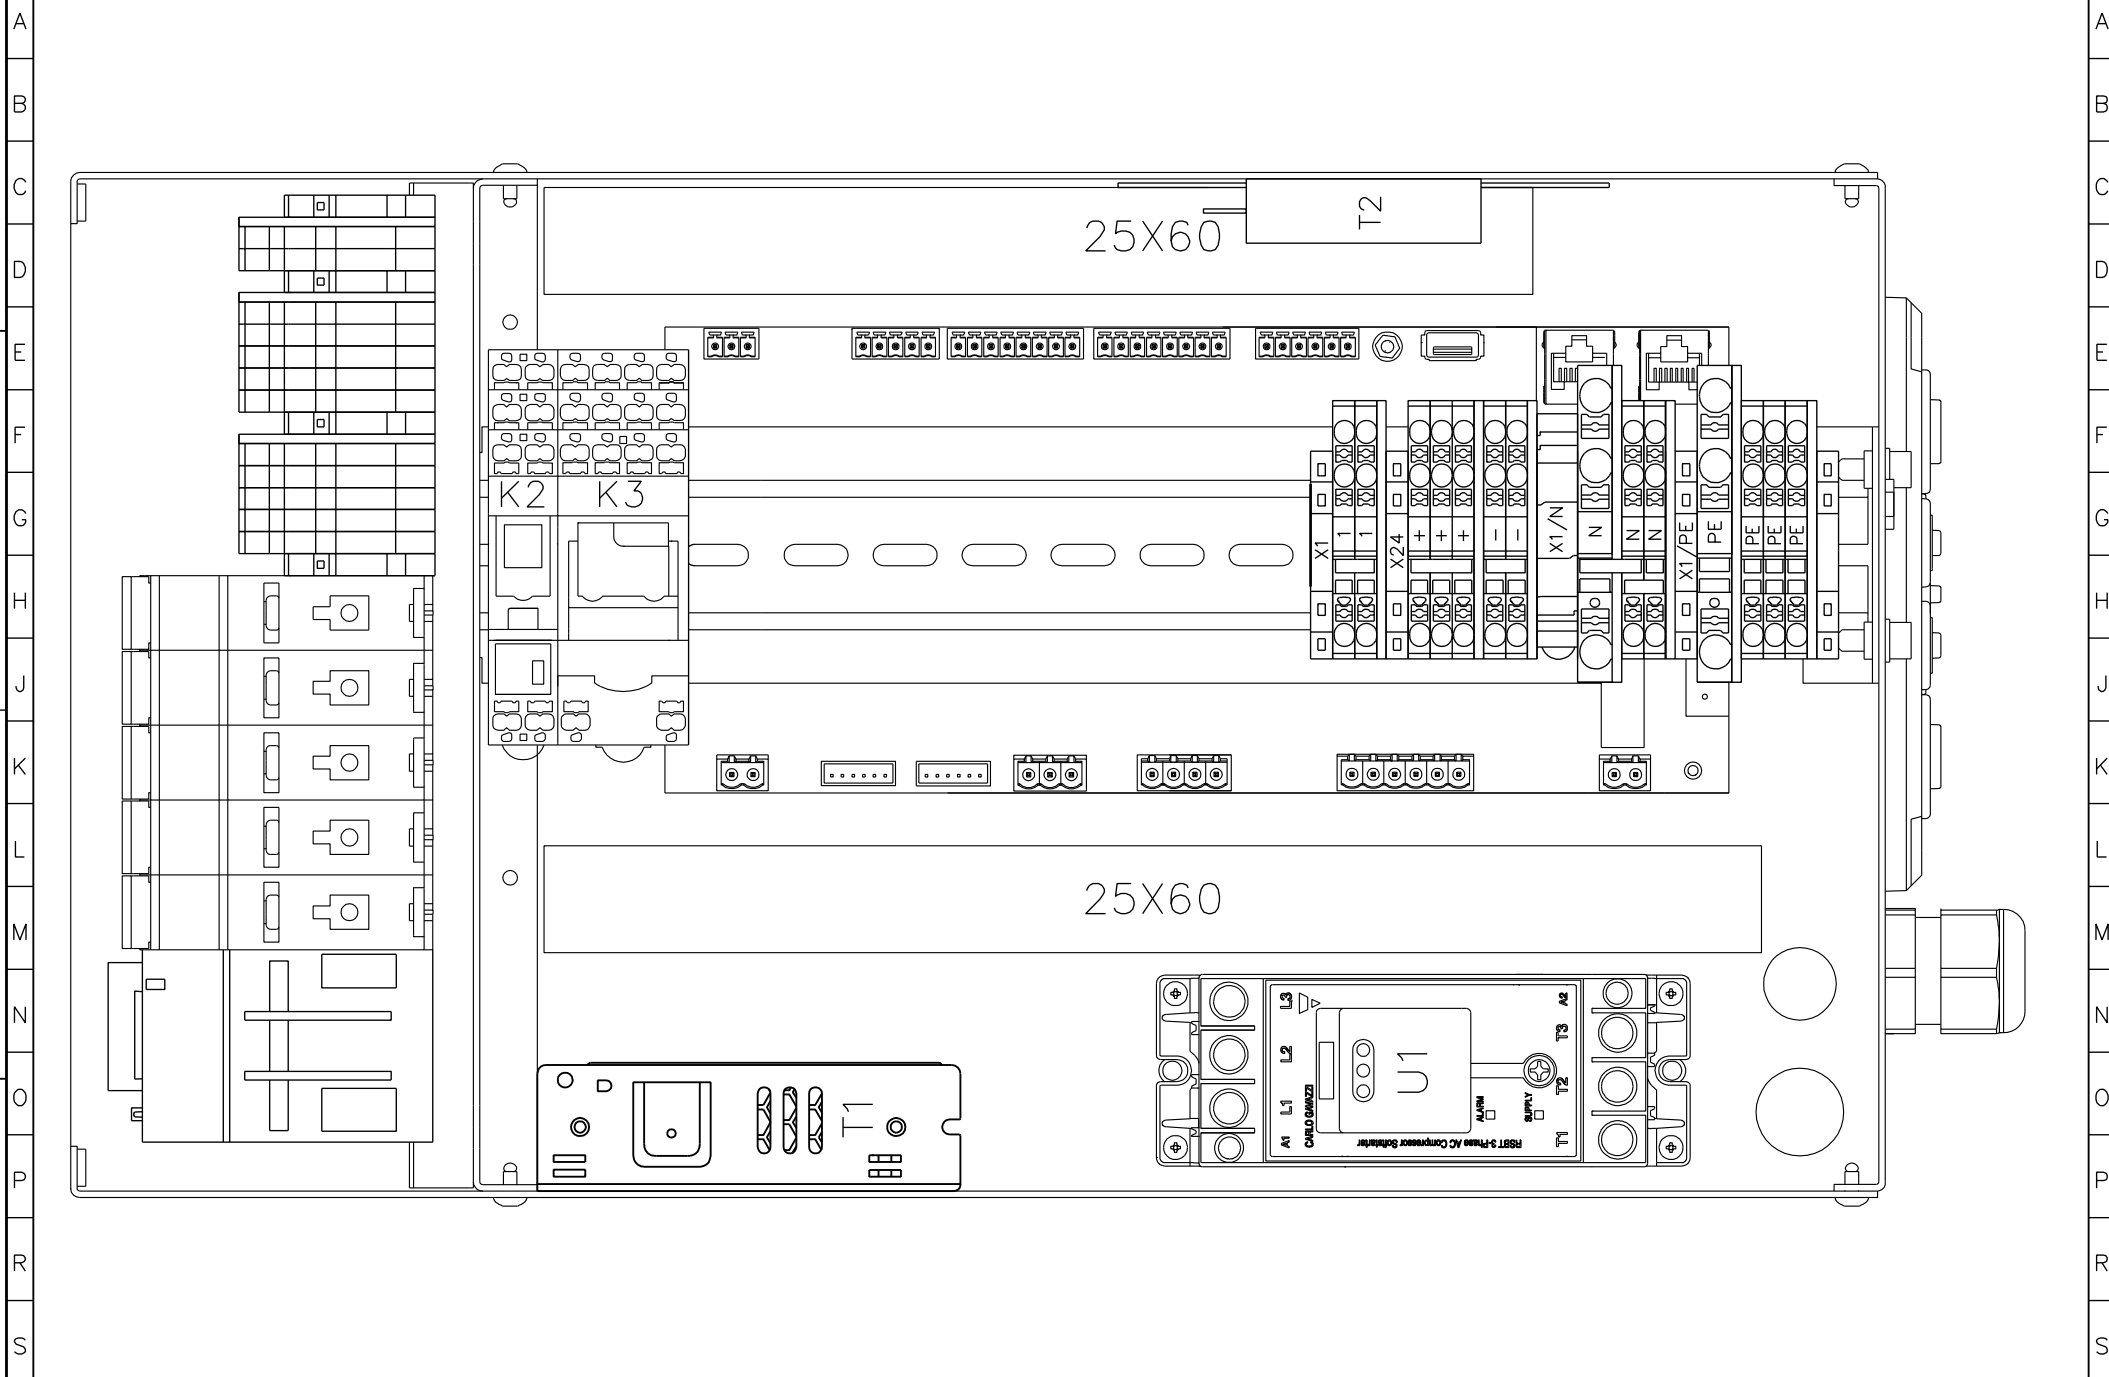 A A
B B
C C
T2
25X60
D D
E E
F F
K2 K3
G G
X1 1 1 X24 + + + − − X1/N N N N X1/PE PE PE PE PE
H H
J J
K K
L L
25X60
M M
N N
L3 A2
T3
L2
U1
T2
O O
L1
CARLO GAVAZZI
ALARM
SUPPLY
T1
A1
RSBT 3-Phase AC Compressor Softstarter
T1
P P
R R
S S